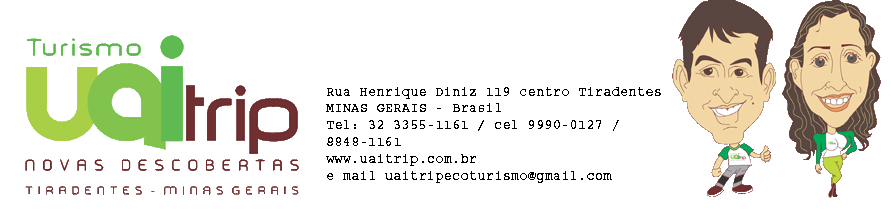 Turismo
uaitrip
NOVAS DESCOBERTAS
TIRADENTES - MINAS GERAIS
Rua Henrique Diniz 119 centro Tiradentes
MINAS GERAIS - Brasil
Tel: 32 3355-1161 / cel 9990-0127 /
8848-1161
www.uaitrip.com.br
e mail uaitripecoturismo@gmail.com
uaitrip